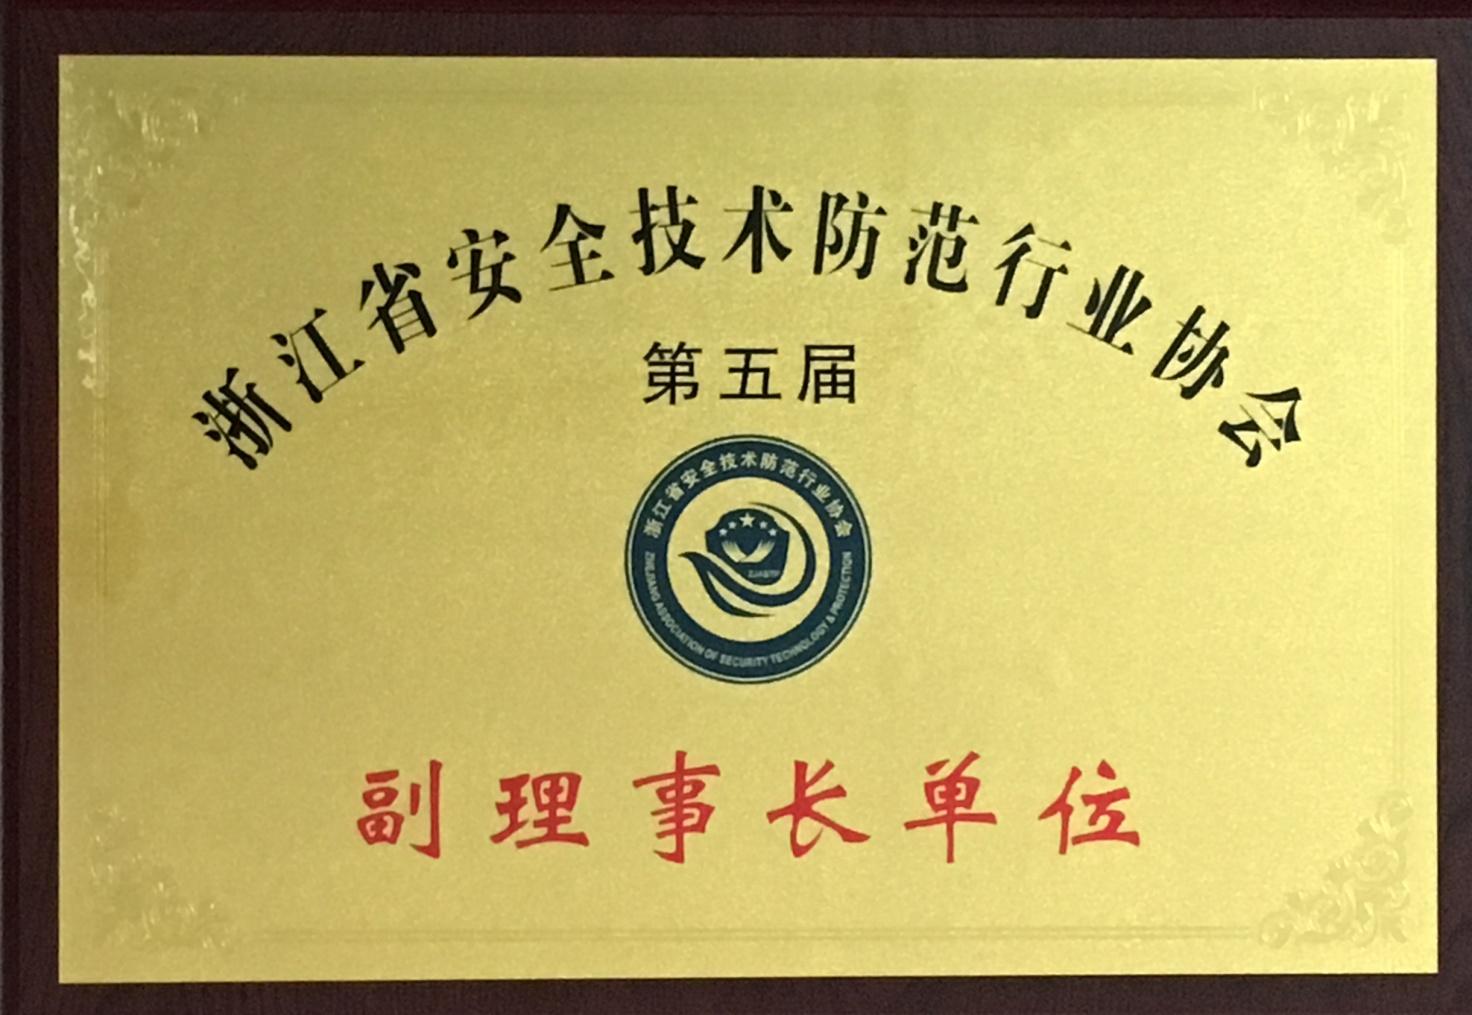 浙江省安全技术防范行业协会
第五届
浙江省安全技术防范行业协会
ZHEJIANG ASSOCIATION OF SECURITY TECHNOLOGY & PROTECTION
副理事长单位